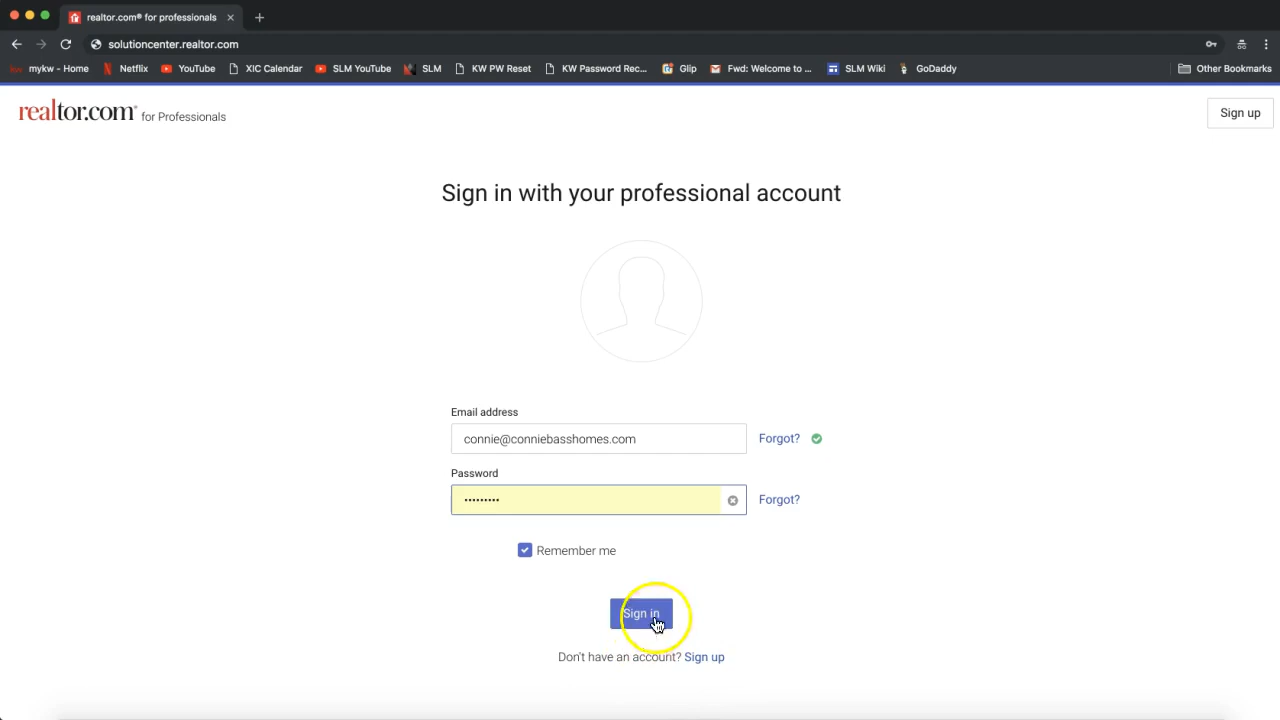 realtor.com® for professionals
solutioncenter.realtor.com
mykw - Home Netflix YouTube XIC Calendar SLM YouTube SLM KW PW Reset KW Password Rec... Glip Fwd: Welcome to ... SLM Wiki GoDaddy Other Bookmarks
realtor.com® for Professionals
Sign up
Sign in with your professional account
Email address
connie@conniebasshomes.com Forgot?
Password
••••••••• Forgot?
Remember me
Sign in
Don't have an account? Sign up